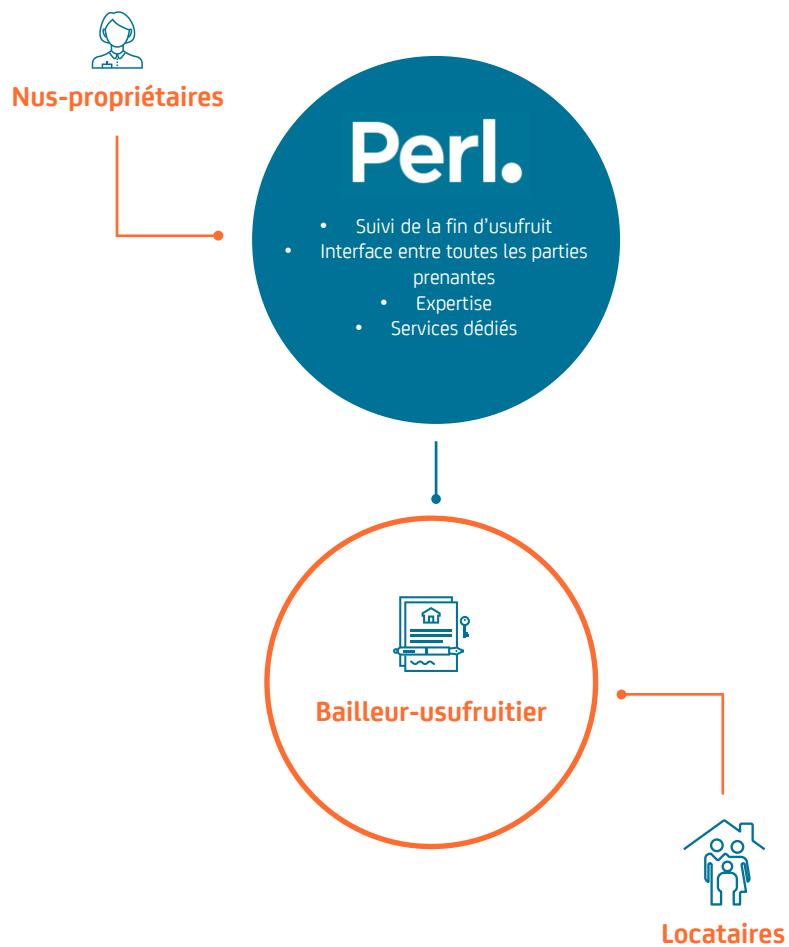 Nus-propriétaires
Perl.
• Suivi de la fin d’usufruit
• Interface entre toutes les parties
prenantes
• Expertise
• Services dédiés
Bailleur-usufruitier
Locataires